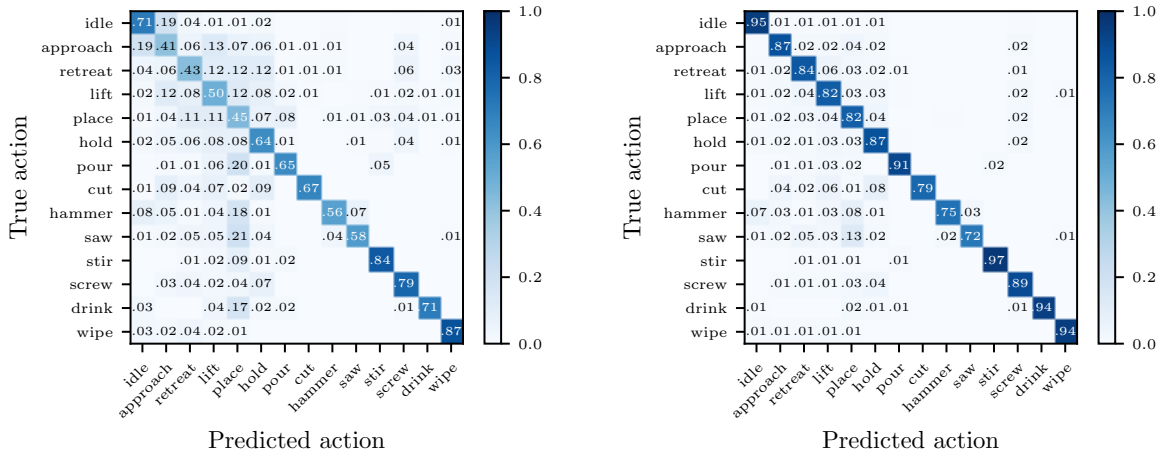 True action
idle .71 .19 .04 .01 .01 .02 .01
approach .19 .41 .06 .13 .07 .06 .01 .01 .01 .04 .01
retreat .04 .06 .43 .12 .12 .12 .01 .01 .01 .06 .03
lift .02 .12 .08 .50 .12 .08 .02 .01 .01 .02 .01 .01
place .01 .04 .11 .11 .45 .07 .08 .01 .01 .03 .04 .01 .01
hold .02 .05 .06 .08 .08 .64 .01 .04 .01
pour .01 .01 .06 .20 .01 .65 .05
cut .01 .09 .04 .07 .02 .09 .67
hammer .08 .05 .01 .04 .18 .01 .56 .07
saw .01 .02 .05 .05 .21 .04 .04 .58 .01
stir .01 .02 .09 .01 .02 .84
screw .03 .04 .02 .04 .07 .79
drink .03 .04 .17 .02 .02 .01 .71
wipe .03 .02 .04 .02 .01 .87
idle approach retreat lift place hold pour cut hammer saw stir screw drink wipe
Predicted action
1.0
0.8
0.6
0.4
0.2
0.0
True action
idle .95 .01 .01 .01 .01 .01
approach .87 .02 .02 .04 .02 .02
retreat .01 .02 .84 .06 .03 .02 .01 .01
lift .01 .02 .04 .82 .03 .03 .02 .01
place .01 .02 .03 .04 .82 .04 .02
hold .01 .02 .02 .03 .03 .87 .02
pour .01 .01 .03 .02 .91 .02
cut .04 .02 .06 .01 .08 .79
hammer .07 .03 .01 .03 .08 .01 .75 .03
saw .01 .02 .05 .03 .13 .02 .02 .72 .01
stir .01 .01 .01 .01 .97
screw .01 .01 .01 .03 .04 .89
drink .01 .02 .01 .01 .01 .94
wipe .01 .01 .01 .01 .01 .94
idle approach retreat lift place hold pour cut hammer saw stir screw drink wipe
Predicted action
1.0
0.8
0.6
0.4
0.2
0.0